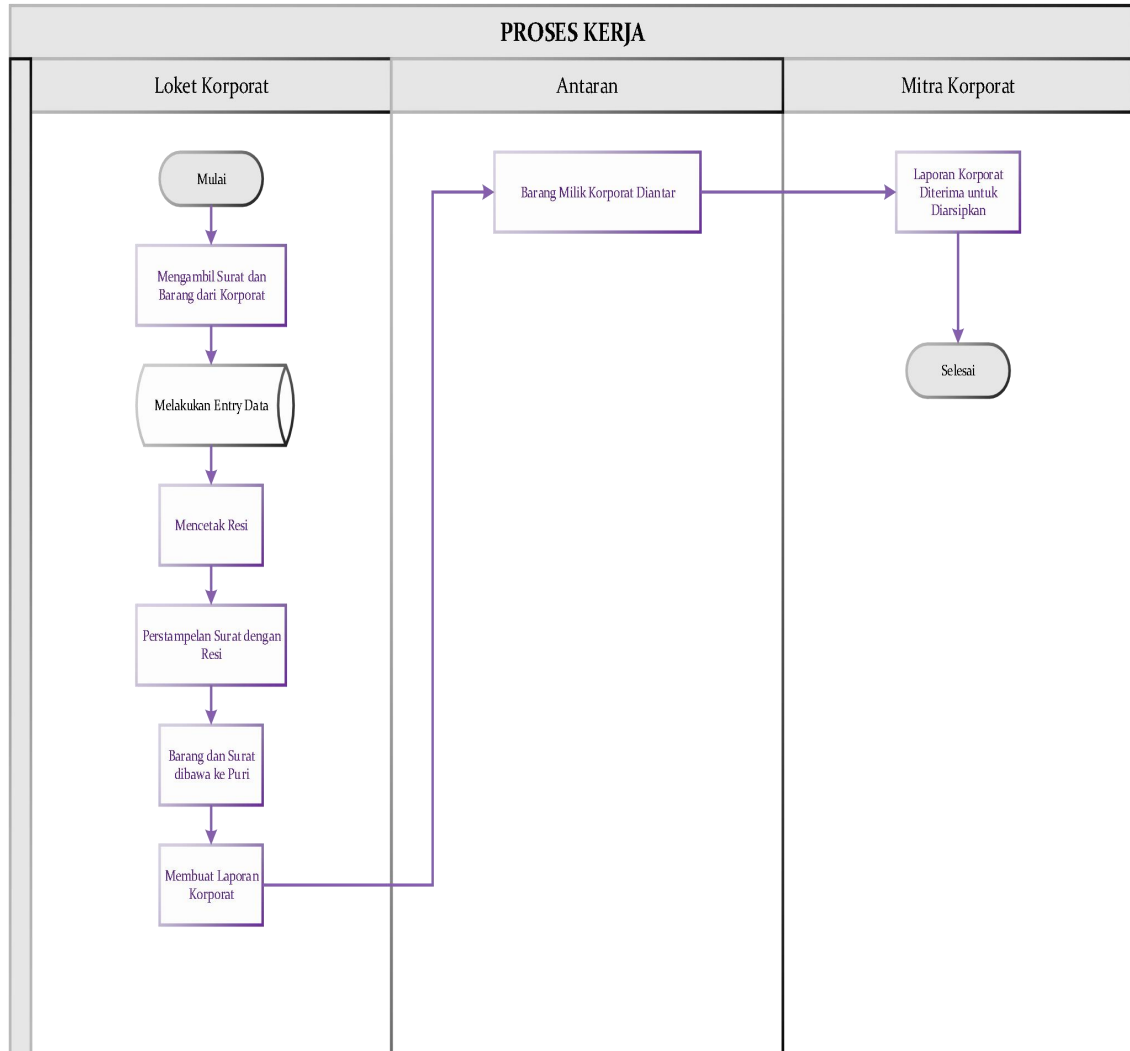 PROSES KERJA
Loket Korporat
Antaran
Mitra Korporat
Mulai
Mengambil Surat dan
Barang dari Korporat
Melakukan Entry Data
Mencetak Resi
Perstampelan Surat dengan
Resi
Barang dan Surat
dibawa ke Puri
Membuat Laporan
Korporat
Barang Milik Korporat Diantar
Laporan Korporat
Diterima untuk
Diarsipkan
Selesai